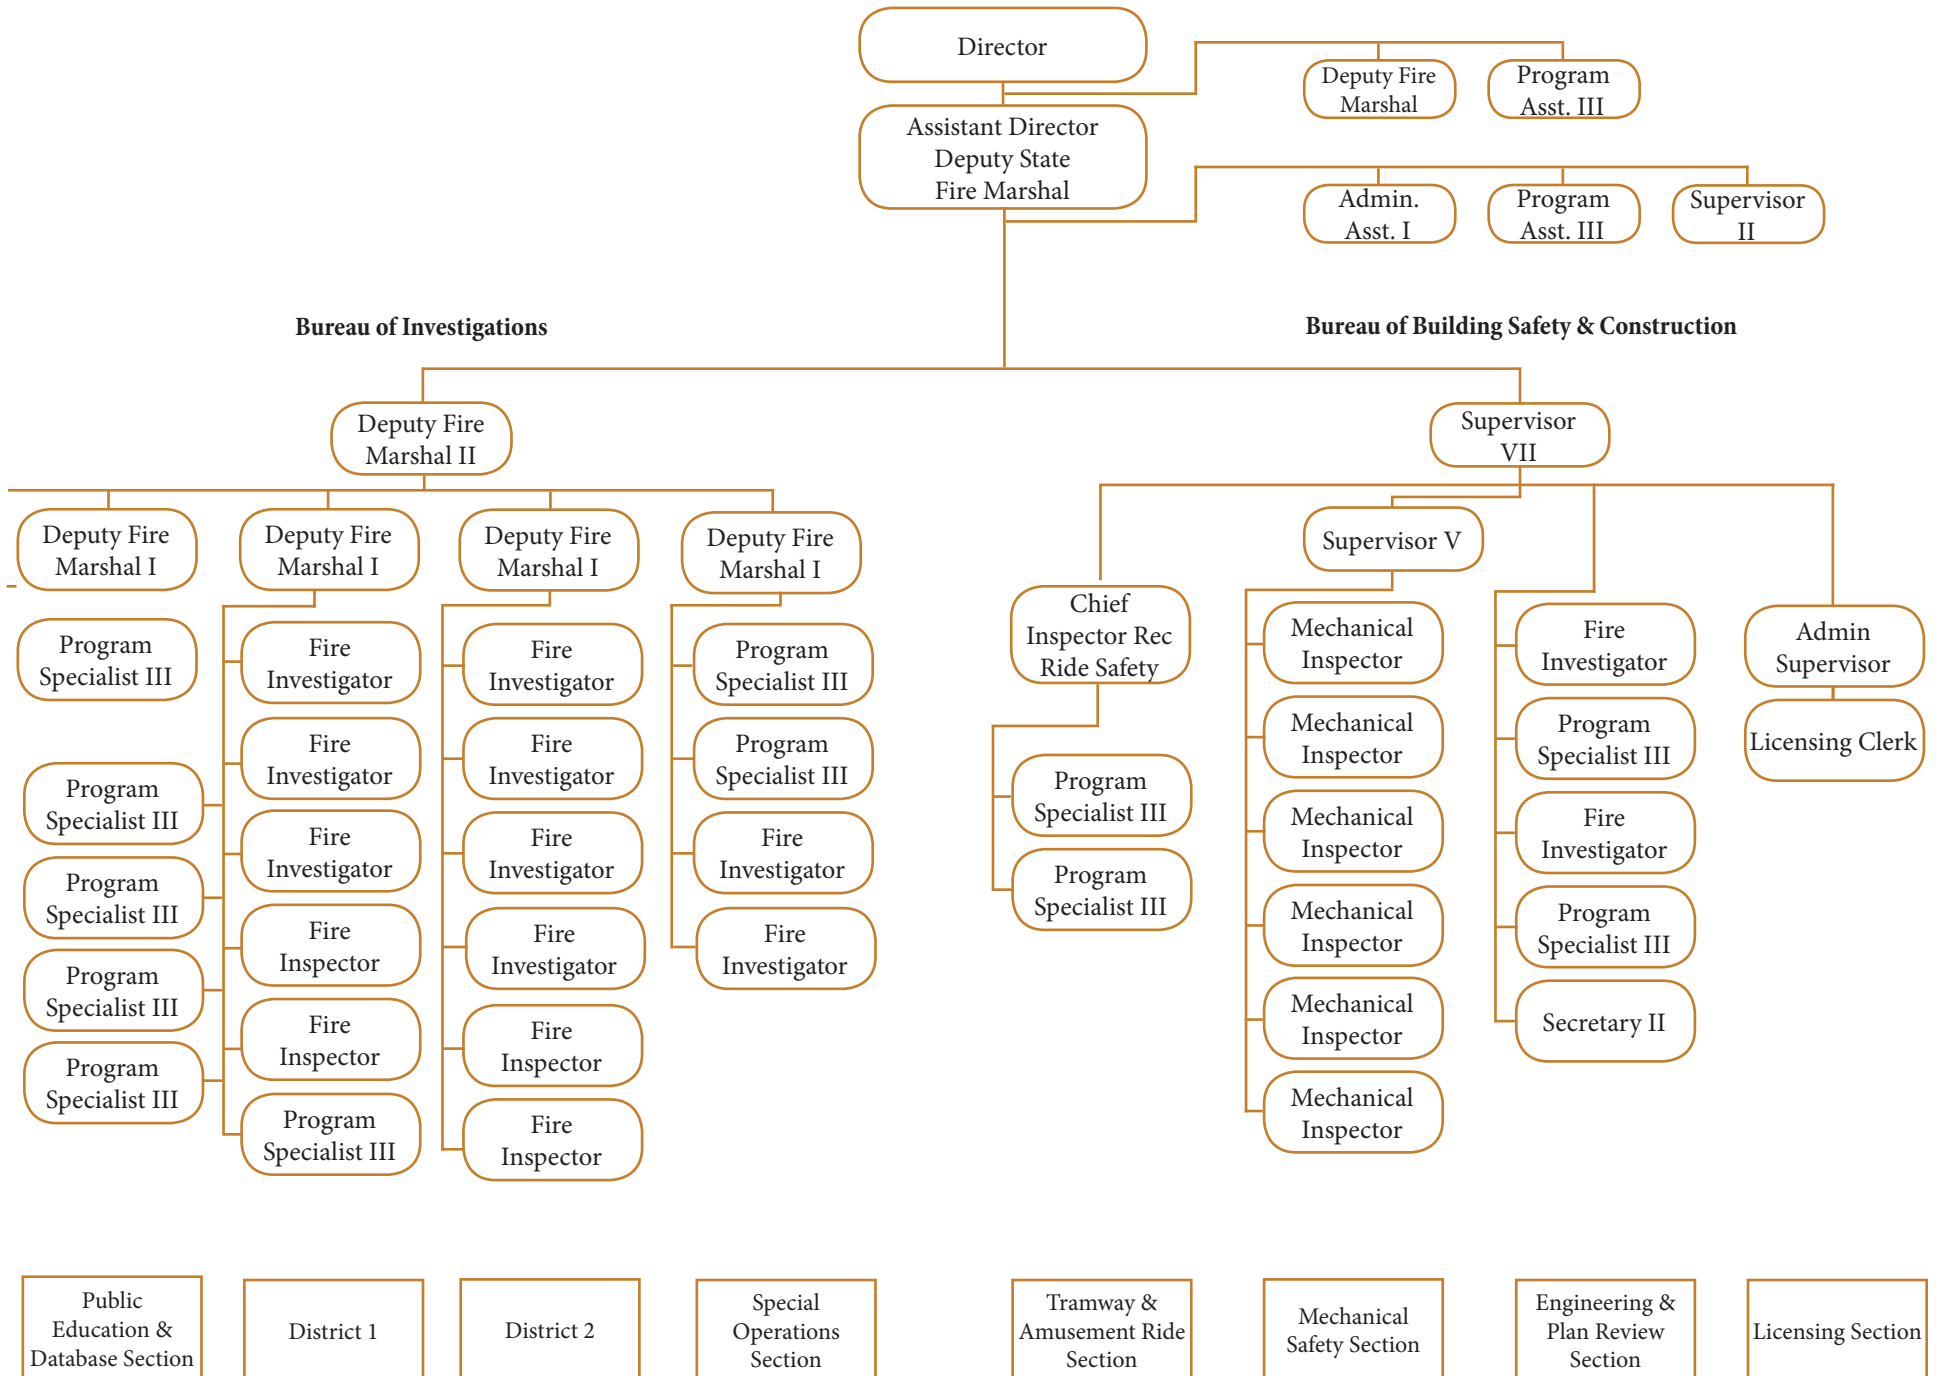 Director
Deputy Fire
Marshal
Program
Asst. III
Assistant Director
Deputy State
Fire Marshal
Admin.
Asst. I
Program
Asst. III
Supervisor
II
Bureau of Investigations
Bureau of Building Safety & Construction
Deputy Fire
Marshal II
Supervisor
VII
Deputy Fire
Marshal I
Program
Specialist III
Program
Specialist III
Program
Specialist III
Program
Specialist III
Program
Specialist III
Deputy Fire
Marshal I
Fire
Investigator
Fire
Investigator
Fire
Investigator
Fire
Inspector
Fire
Inspector
Program
Specialist III
Deputy Fire
Marshal I
Fire
Investigator
Fire
Investigator
Fire
Investigator
Fire
Investigator
Fire
Inspector
Fire
Inspector
Deputy Fire
Marshal I
Program
Specialist III
Program
Specialist III
Fire
Investigator
Fire
Investigator
Chief
Inspector Rec
Ride Safety
Program
Specialist III
Program
Specialist III
Supervisor V
Mechanical
Inspector
Mechanical
Inspector
Mechanical
Inspector
Mechanical
Inspector
Mechanical
Inspector
Mechanical
Inspector
Fire
Investigator
Program
Specialist III
Fire
Investigator
Program
Specialist III
Secretary II
Admin
Supervisor
Licensing Clerk
Public
Education &
Database Section
District 1
District 2
Special
Operations
Section
Tramway &
Amusement Ride
Section
Mechanical
Safety Section
Engineering &
Plan Review
Section
Licensing Section